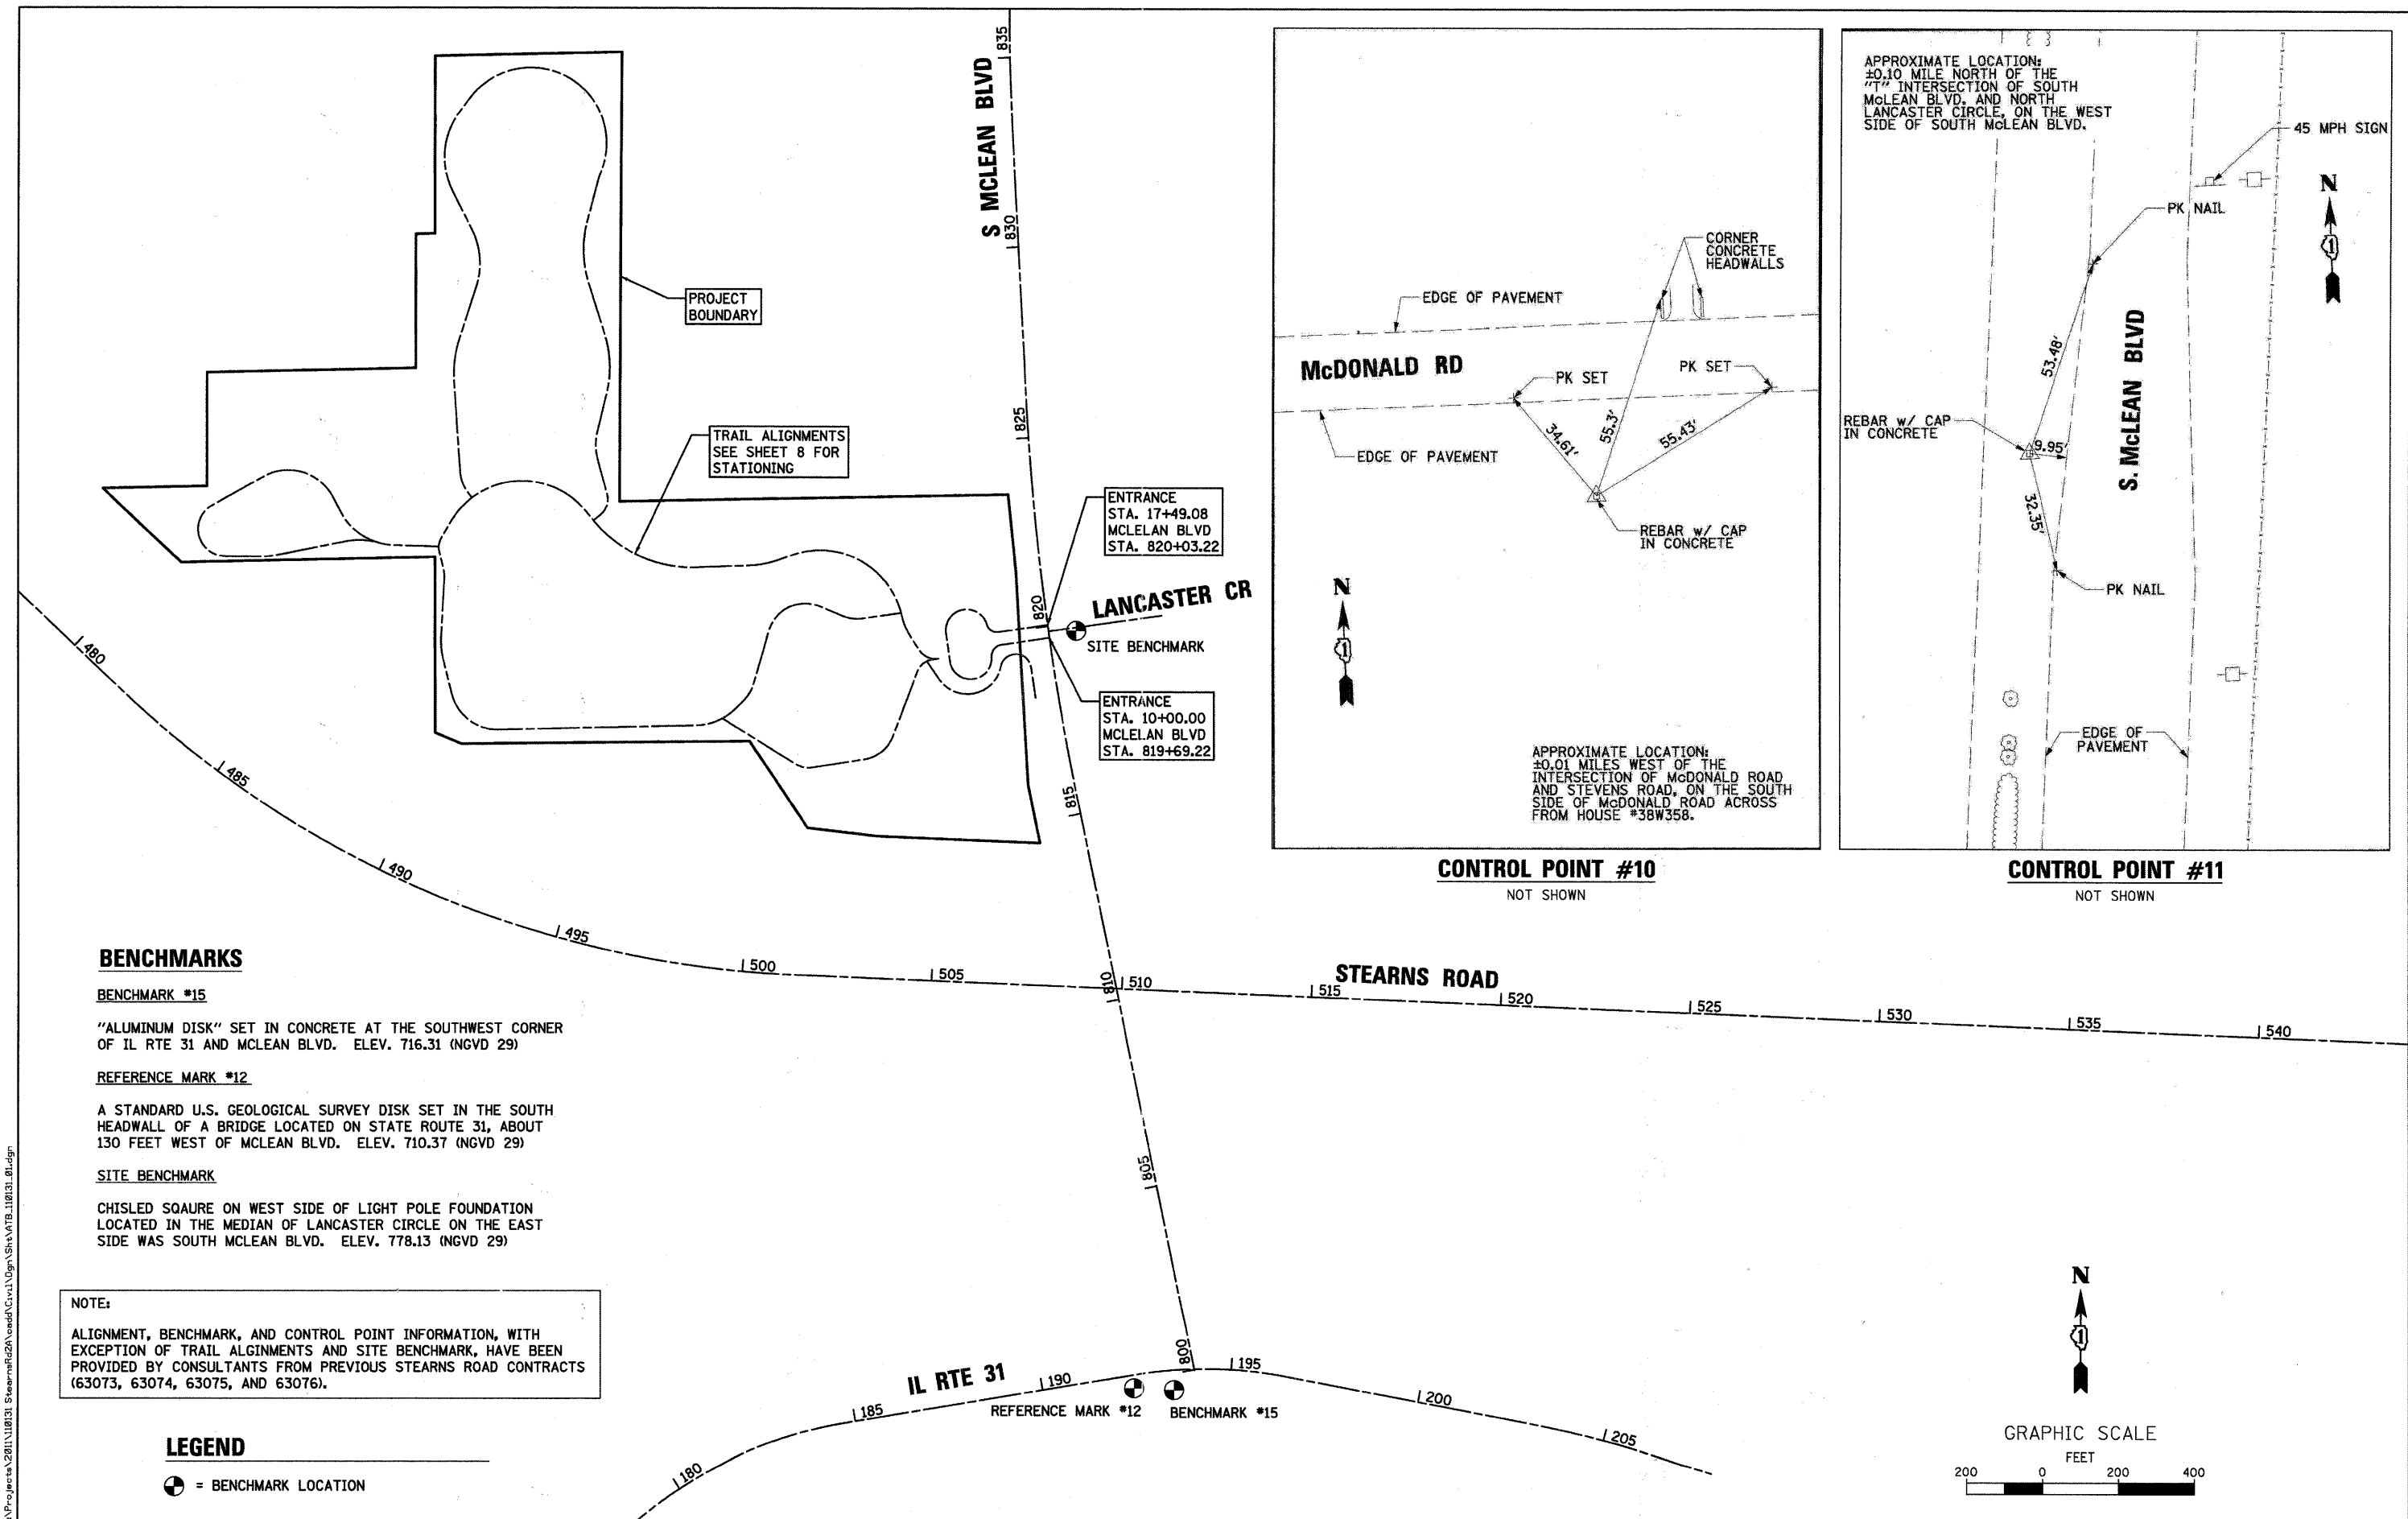 835
S MCLEAN BLVD
830
825
820
815
810
805
800
PROJECT
BOUNDARY
TRAIL ALIGNMENTS
SEE SHEET 8 FOR
STATIONING
ENTRANCE
STA. 17+49.08
MCLELAN BLVD
STA. 820+03.22
LANCASTER CR
SITE BENCHMARK
ENTRANCE
STA. 10+00.00
MCLELAN BLVD
STA. 819+69.22
CORNER
CONCRETE
HEADWALLS
EDGE OF PAVEMENT
McDONALD RD
PK SET
PK SET
34.61'
55.3'
55.43'
EDGE OF PAVEMENT
REBAR w/ CAP
IN CONCRETE
N
1
APPROXIMATE LOCATION:
±0.01 MILES WEST OF THE
INTERSECTION OF McDONALD ROAD
AND STEVENS ROAD, ON THE SOUTH
SIDE OF McDONALD ROAD ACROSS
FROM HOUSE #38W358.
CONTROL POINT #10
NOT SHOWN
APPROXIMATE LOCATION:
±0.10 MILE NORTH OF THE
"T" INTERSECTION OF SOUTH
McLEAN BLVD. AND NORTH
LANCASTER CIRCLE, ON THE WEST
SIDE OF SOUTH McLEAN BLVD.
45 MPH SIGN
N
1
PK NAIL
53.48'
S. McLEAN BLVD
REBAR w/ CAP
IN CONCRETE
9.95'
32.35'
PK NAIL
EDGE OF
PAVEMENT
CONTROL POINT #11
NOT SHOWN
480
485
490
495
500
505
510
STEARNS ROAD
515
520
525
530
535
540
BENCHMARKS
BENCHMARK #15
"ALUMINUM DISK" SET IN CONCRETE AT THE SOUTHWEST CORNER
OF IL RTE 31 AND MCLEAN BLVD. ELEV. 716.31 (NGVD 29)
REFERENCE MARK #12
A STANDARD U.S. GEOLOGICAL SURVEY DISK SET IN THE SOUTH
HEADWALL OF A BRIDGE LOCATED ON STATE ROUTE 31, ABOUT
130 FEET WEST OF MCLEAN BLVD. ELEV. 710.37 (NGVD 29)
SITE BENCHMARK
CHISLED SQAURE ON WEST SIDE OF LIGHT POLE FOUNDATION
LOCATED IN THE MEDIAN OF LANCASTER CIRCLE ON THE EAST
SIDE WAS SOUTH MCLEAN BLVD. ELEV. 778.13 (NGVD 29)
NOTE:
ALIGNMENT, BENCHMARK, AND CONTROL POINT INFORMATION, WITH
EXCEPTION OF TRAIL ALGINMENTS AND SITE BENCHMARK, HAVE BEEN
PROVIDED BY CONSULTANTS FROM PREVIOUS STEARNS ROAD CONTRACTS
(63073, 63074, 63075, AND 63076).
LEGEND
= BENCHMARK LOCATION
IL RTE 31
180
185
190
195
200
205
REFERENCE MARK #12
BENCHMARK #15
N
1
GRAPHIC SCALE
FEET
200 0 200 400
\Projects\2011\110131 StearnsRd2A\cadd\Civil\Dgn\Sht\ATB_110131_01.dgn